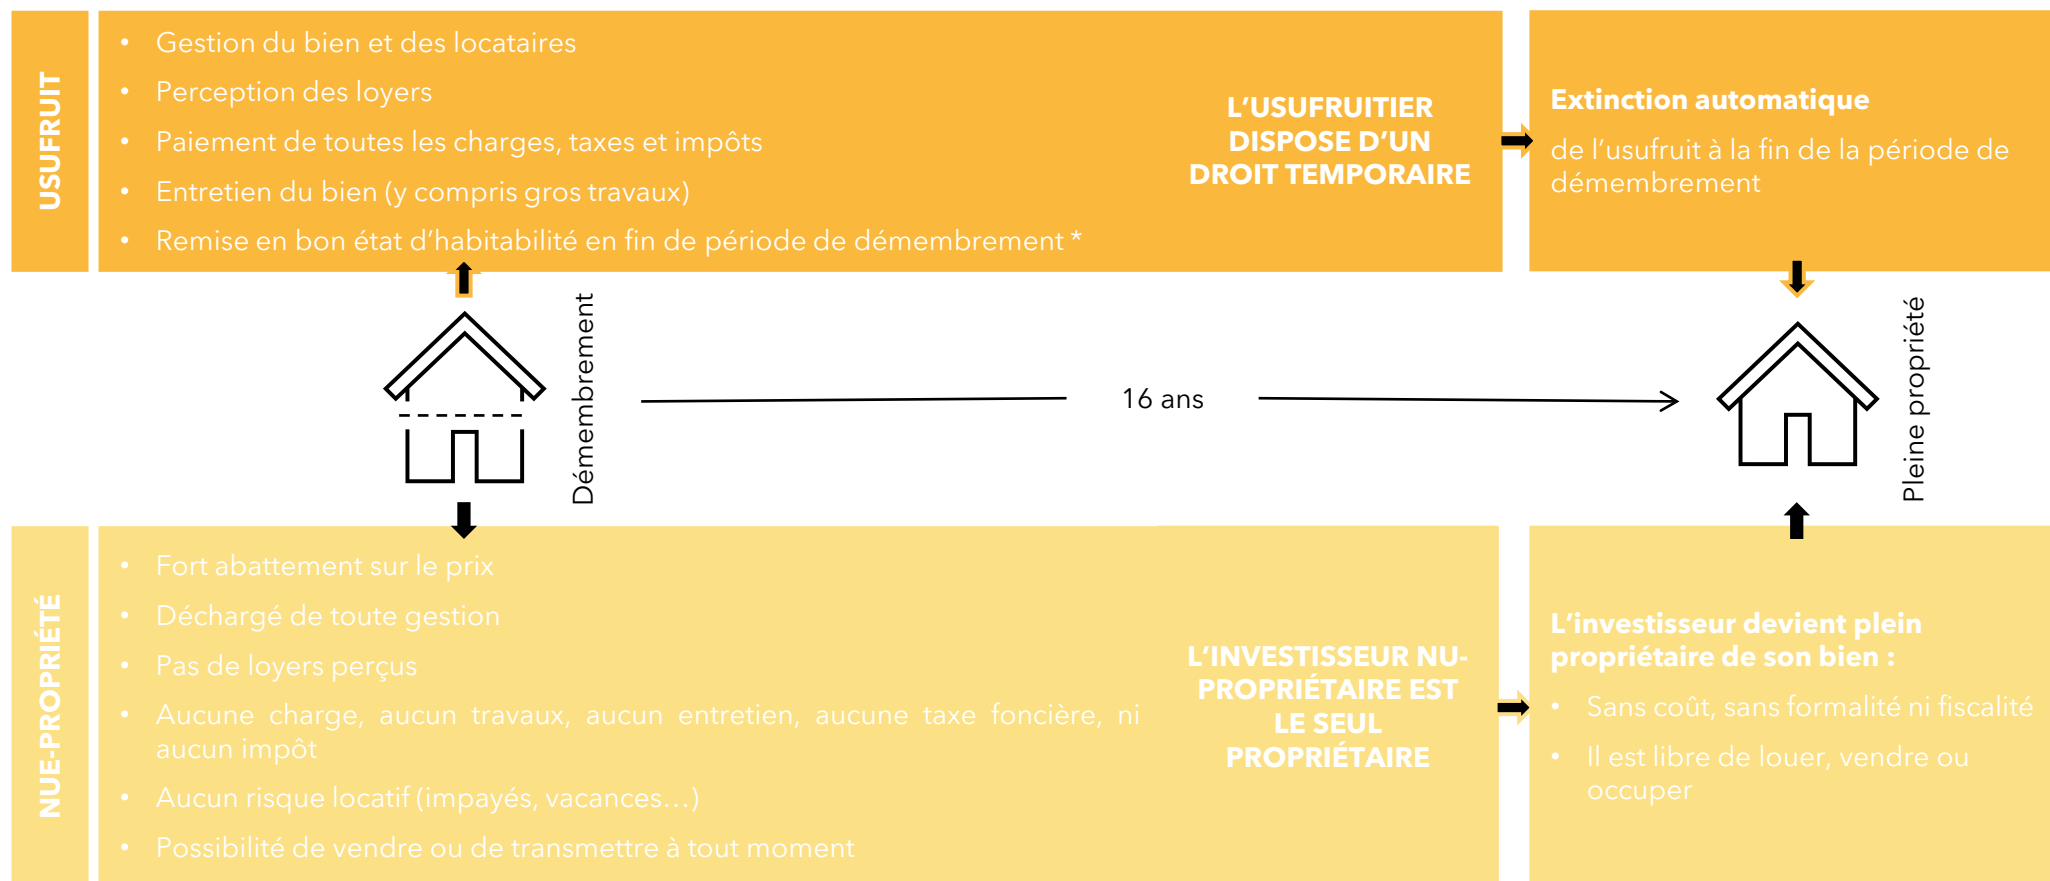 USUFRUIT
• Gestion du bien et des locataires
• Perception des loyers
• Paiement de toutes les charges, taxes et impôts
• Entretien du bien (y compris gros travaux)
• Remise en bon état d’habitabilité en fin de période de démembrement *
L’USUFRUITIER
DISPOSE D’UN
DROIT TEMPORAIRE
Extinction automatique
de l’usufruit à la fin de la période de
démembrement
Démembrement
16 ans
Pleine propriété
NUE-PROPRIÉTÉ
• Fort abattement sur le prix
• Déchargé de toute gestion
• Pas de loyers perçus
• Aucune charge, aucun travaux, aucun entretien, aucune taxe foncière, ni
aucun impôt
• Aucun risque locatif (impayés, vacances…)
• Possibilité de vendre ou de transmettre à tout moment
L’INVESTISSEUR NU-
PROPRIÉTAIRE EST
LE SEUL
PROPRIÉTAIRE
L’investisseur devient plein
propriétaire de son bien :
• Sans coût, sans formalité ni fiscalité
• Il est libre de louer, vendre ou
occuper